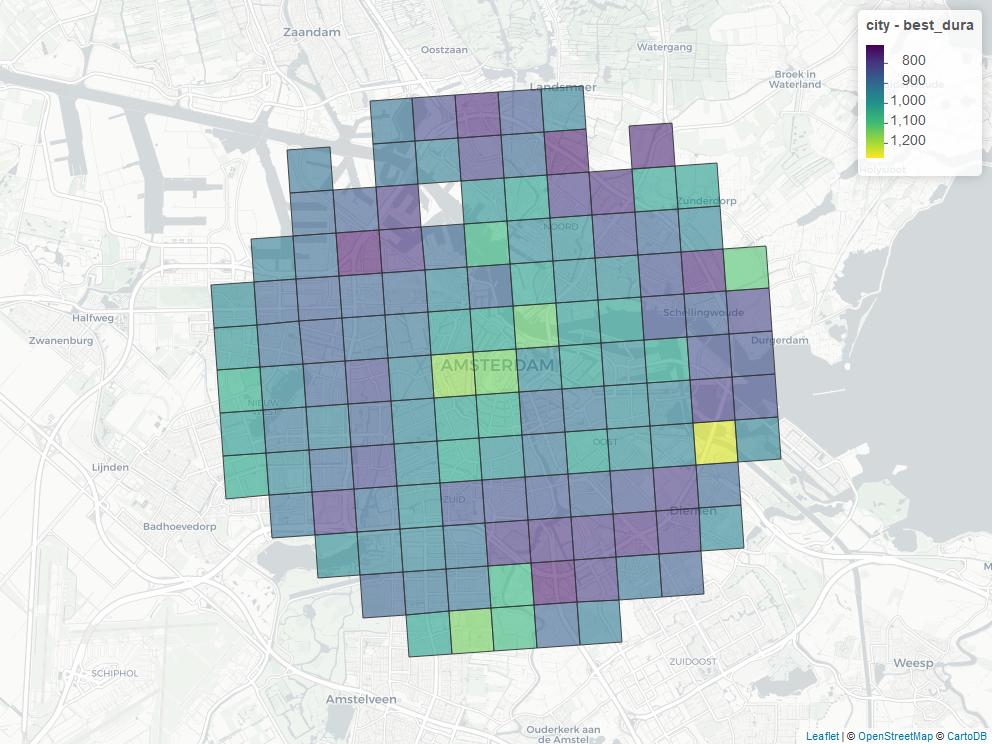 city - best_dura
800
900
1,000
1,100
1,200
Zaandam
Oostzaan
Watergang
Broek in
Waterland
Landsmeer
Holysloot
Zunderdorp
NOORD
Halfweg
Zwanenburg
Schellingwoude
Durgerdam
AMSTERDAM
NIEUW-
WEST
OOST
Lijnden
ZUID
Badhoevedorp
Diemen
SCHIPHOL
ZUIDOOST
Weesp
Amstelveen
Ouderkerk aan
de Amstel
Leaflet | © OpenStreetMap © CartoDB